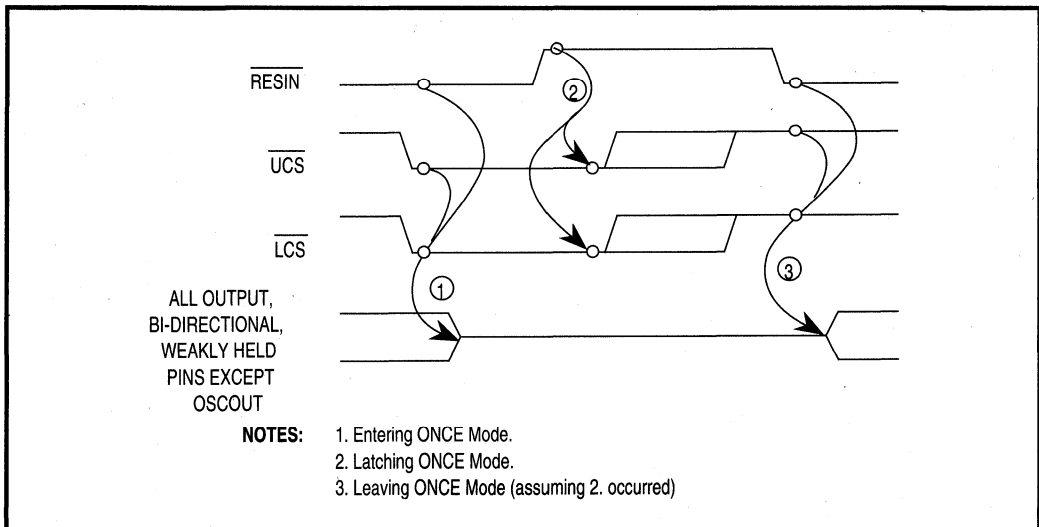 RESIN
②
UCS
LCS
①
③
ALL OUTPUT,
BI-DIRECTIONAL,
WEAKLY HELD
PINS EXCEPT
OSCOUT
NOTES: 1. Entering ONCE Mode.
2. Latching ONCE Mode.
3. Leaving ONCE Mode (assuming 2. occurred)